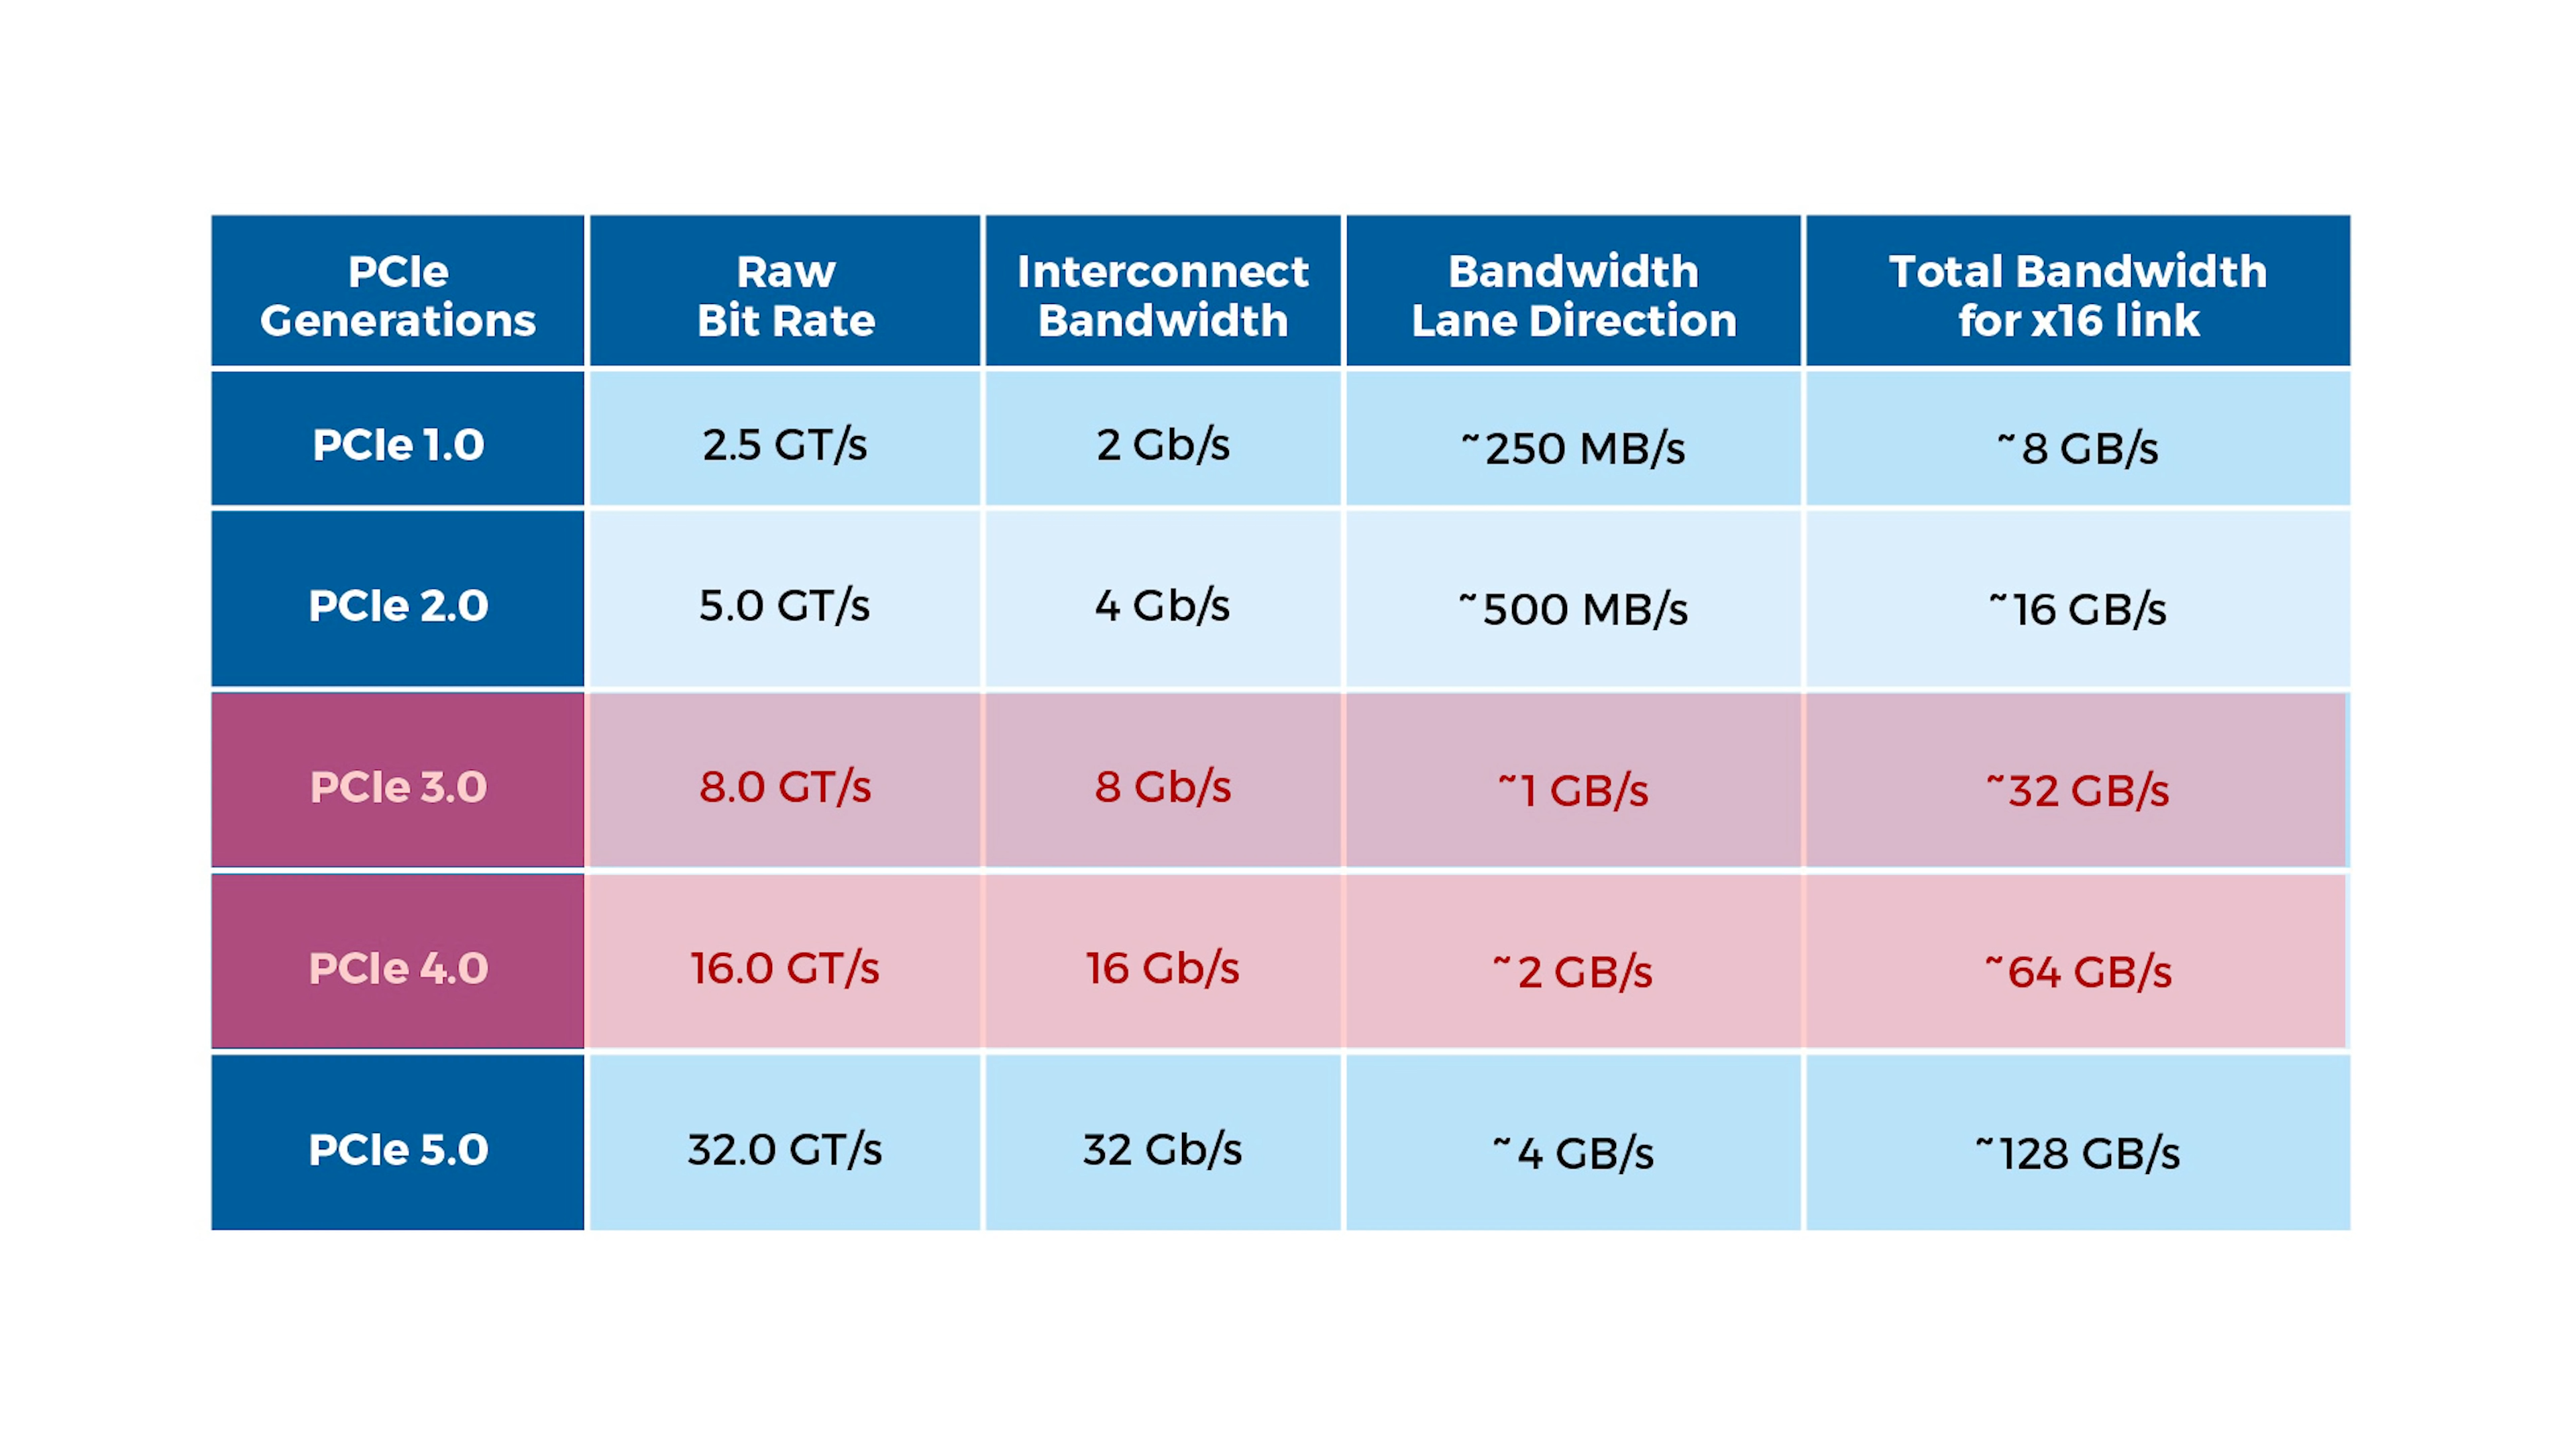 PCIe Generations
Raw Bit Rate
Interconnect Bandwidth
Bandwidth Lane Direction
Total Bandwidth for x16 link
PCIe 1.0
2.5 GT/s
2 Gb/s
~250 MB/s
~8 GB/s
PCIe 2.0
5.0 GT/s
4 Gb/s
~500 MB/s
~16 GB/s
PCIe 3.0
8.0 GT/s
8 Gb/s
~1 GB/s
~32 GB/s
PCIe 4.0
16.0 GT/s
16 Gb/s
~2 GB/s
~64 GB/s
PCIe 5.0
32.0 GT/s
32 Gb/s
~4 GB/s
~128 GB/s